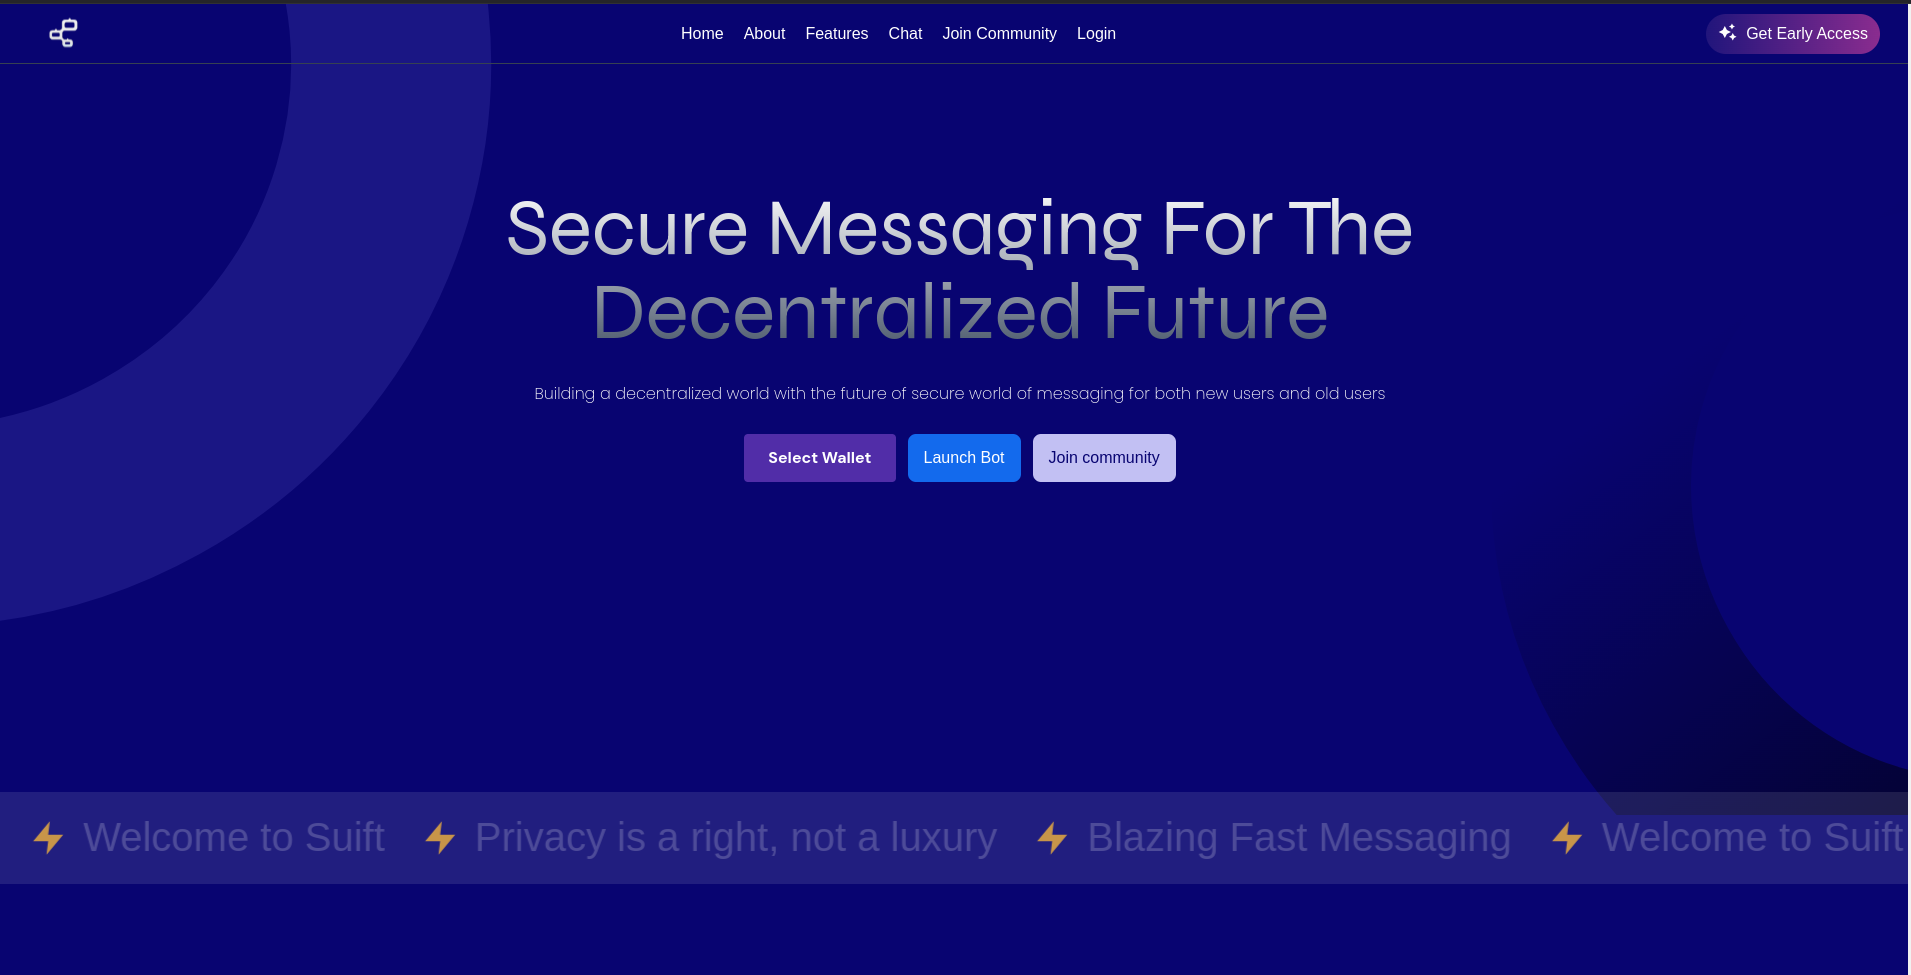 Home About Features Chat Join Community Login
Get Early Access
Secure Messaging For The
Decentralized Future
Building a decentralized world with the future of secure world of messaging for both new users and old users
Select Wallet
Launch Bot
Join community
Welcome to Suift Privacy is a right, not a luxury Blazing Fast Messaging Welcome to Suift